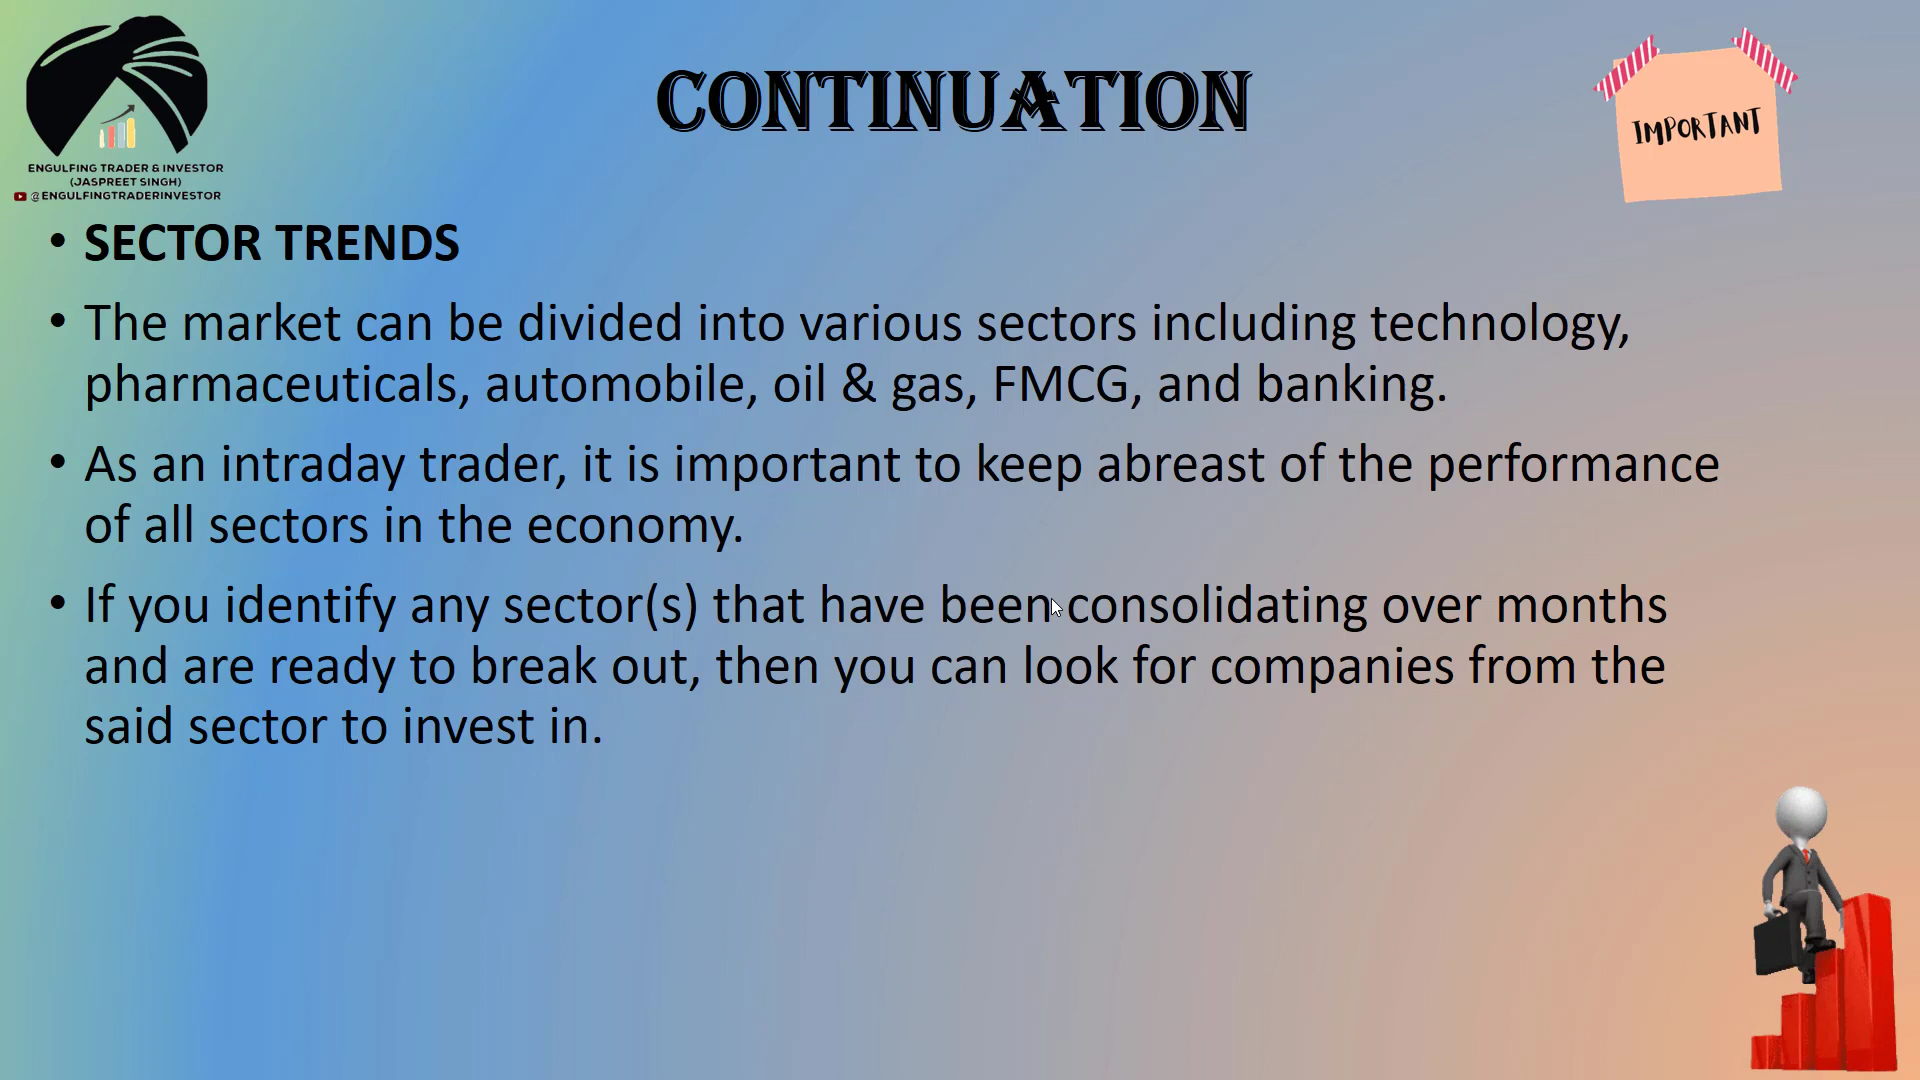 CONTINUATION
IMPORTANT
ENGULFING TRADER & INVESTOR
(JASPREET SINGH)
@ENGULFINGTRADERINVESTOR
• SECTOR TRENDS
• The market can be divided into various sectors including technology,
pharmaceuticals, automobile, oil & gas, FMCG, and banking.
• As an intraday trader, it is important to keep abreast of the performance
of all sectors in the economy.
• If you identify any sector(s) that have been consolidating over months
and are ready to break out, then you can look for companies from the
said sector to invest in.